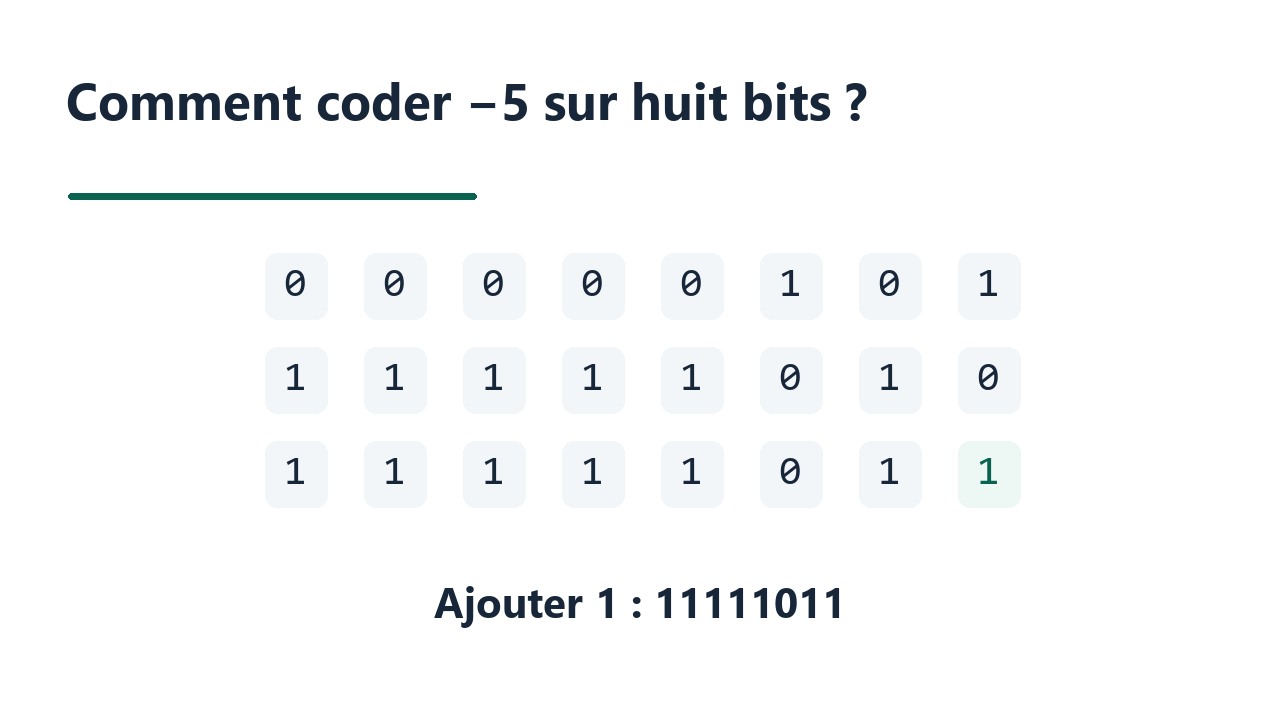 Comment coder −5 sur huit bits ?
0 0 0 0 0 1 0 1
1 1 1 1 1 0 1 0
1 1 1 1 1 0 1 1
Ajouter 1 : 11111011